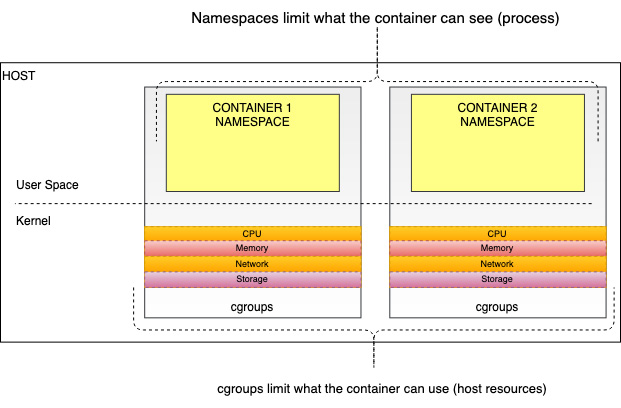 Namespaces limit what the container can see (process)
HOST
CONTAINER 1
NAMESPACE
CONTAINER 2
NAMESPACE
User Space
Kernel
CPU
Memory
Network
Storage
cgroups
CPU
Memory
Network
Storage
cgroups
cgroups limit what the container can use (host resources)